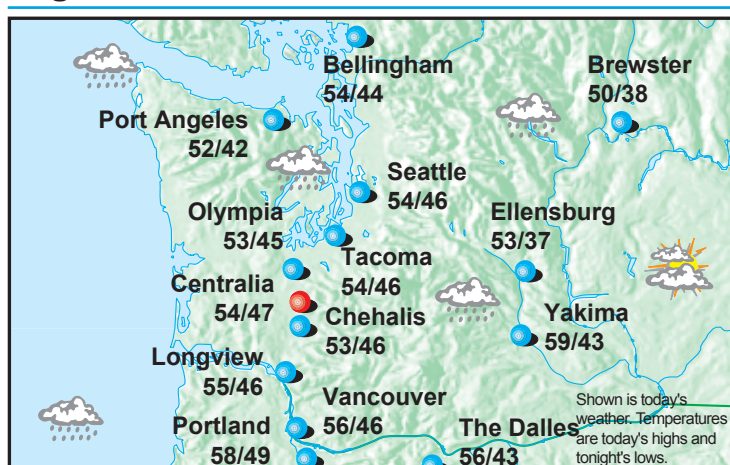 Bellingham
54/44
Brewster
50/38
Port Angeles
52/42
Seattle
54/46
Olympia
53/45
Ellensburg
53/37
Tacoma
54/46
Centralia
54/47
Chehalis
53/46
Yakima
59/43
Longview
55/46
Vancouver
56/46
Portland
58/49
The Dalles
56/43
Shown is today's
weather. Temperatures
are today's highs and
tonight's lows.